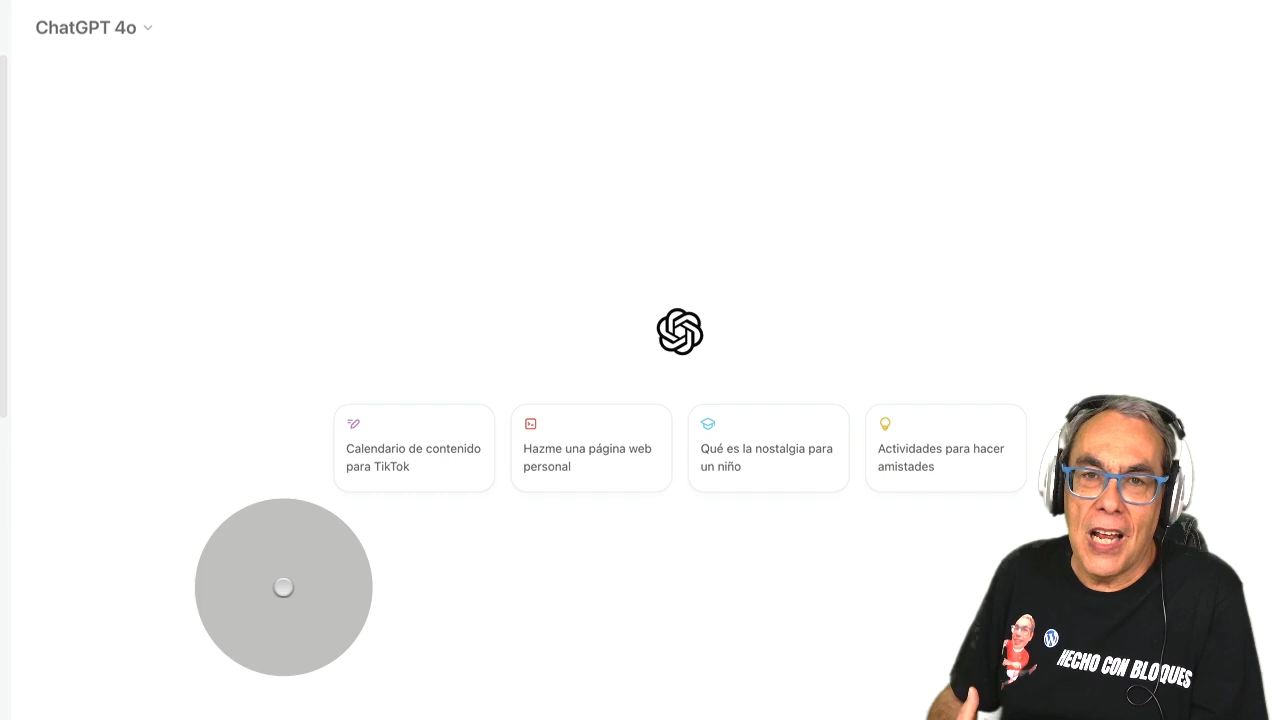 ChatGPT 4o
Calendario de contenido
para TikTok
Hazme una página web
personal
Qué es la nostalgia para
un niño
Actividades para hacer
amistades
HECHO CON BLOQUES